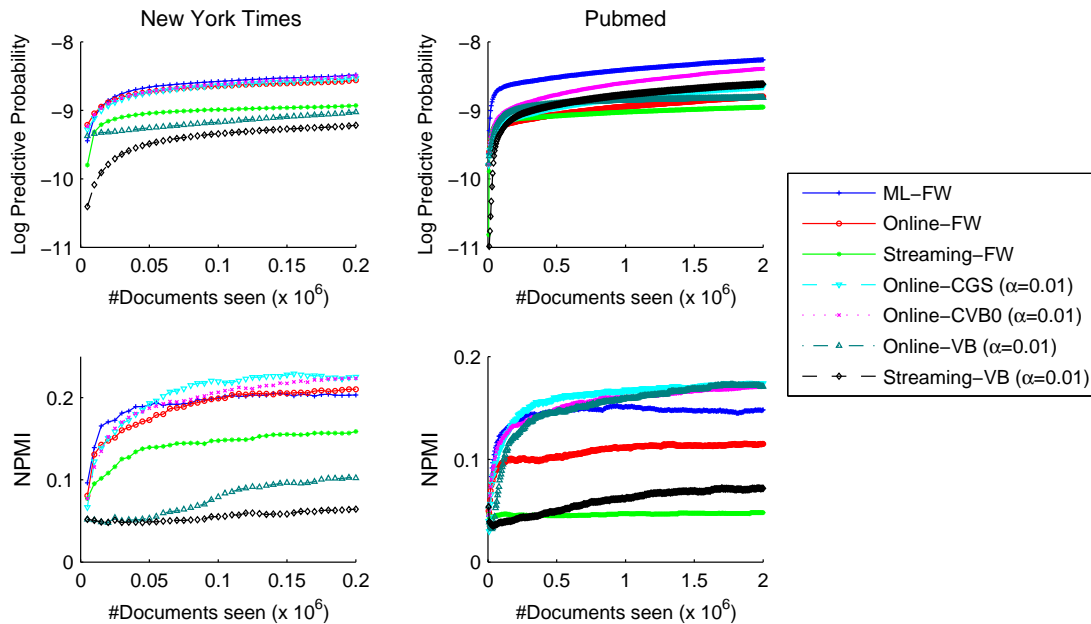 New York Times
Log Predictive Probability
−8
−9
−10
−11
0
0.05
0.1
0.15
0.2
#Documents seen (x 10^6)
Pubmed
Log Predictive Probability
−8
−9
−10
−11
0
0.5
1
1.5
2
#Documents seen (x 10^6)
NPMI
0.2
0.1
0
0
0.05
0.1
0.15
0.2
#Documents seen (x 10^6)
NPMI
0.2
0.1
0
0
0.5
1
1.5
2
#Documents seen (x 10^6)
ML−FW
Online−FW
Streaming−FW
Online−CGS (α=0.01)
Online−CVB0 (α=0.01)
Online−VB (α=0.01)
Streaming−VB (α=0.01)